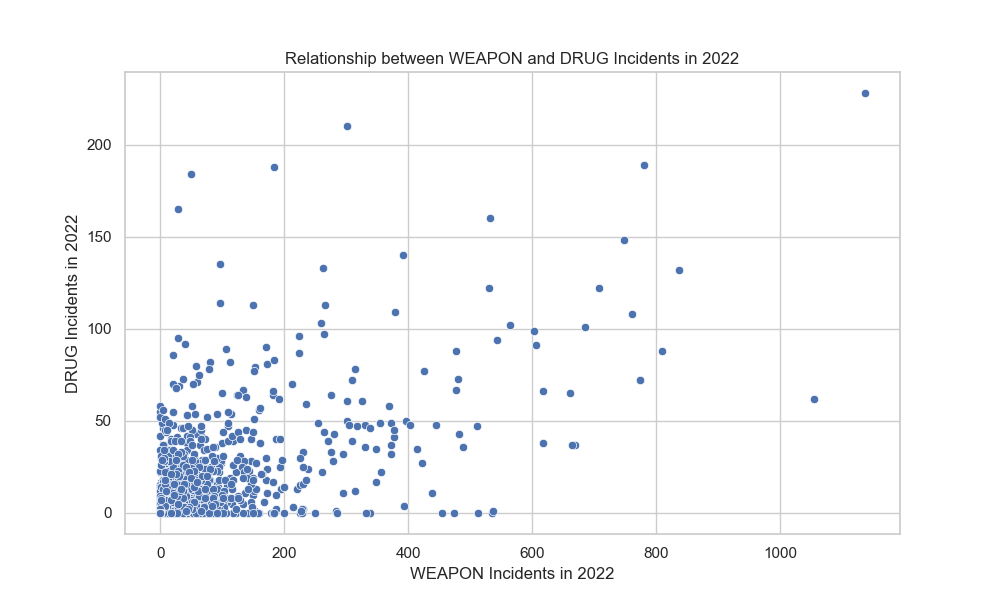 Relationship between WEAPON and DRUG Incidents in 2022
DRUG Incidents in 2022
200
150
100
50
0
0 200 400 600 800 1000
WEAPON Incidents in 2022